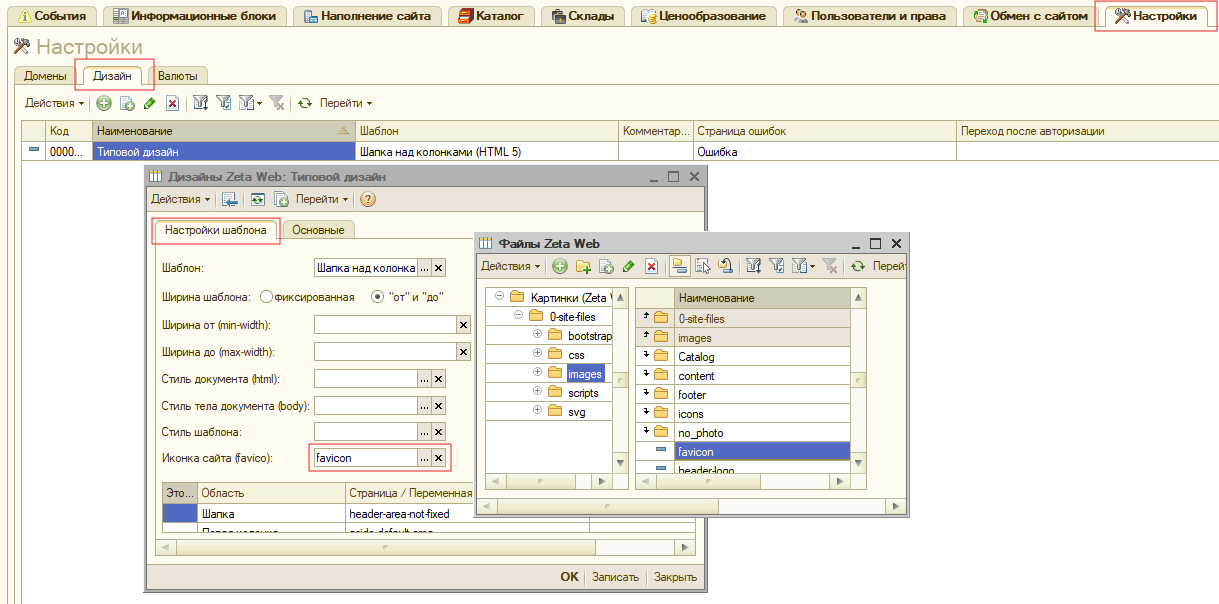 События Информационные блоки Наполнение сайта Каталог Склады Ценообразование Пользователи и права Обмен с сайтом Настройки
Настройки
Домены Дизайн Валюты
Действия Перейти
Код Наименование Шаблон Комментар... Страница ошибок Переход после авторизации
0000... Типовой дизайн Шапка над колонками (HTML 5) Ошибка
Дизайны Zeta Web: Типовой дизайн
Действия Перейти
Настройки шаблона Основные
Шаблон: Шапка над колонка ...
Ширина шаблона: фиксированная "от" и "до"
Ширина от (min-width):
Ширина до (max-width):
Стиль документа (html): ...
Стиль тела документа (body): ...
Стиль шаблона: ...
Иконка сайта (favico): favicon ...
Это... Область Страница / Переменная
Шапка header-area-not-fixed
OK Записать Закрыть
Файлы Zeta Web
Действия Перей
Картинки (Zeta
0-site-files
bootstrap
css
images
scripts
svg
Наименование
0-site-files
images
Catalog
content
footer
icons
no_photo
favicon
header-logo